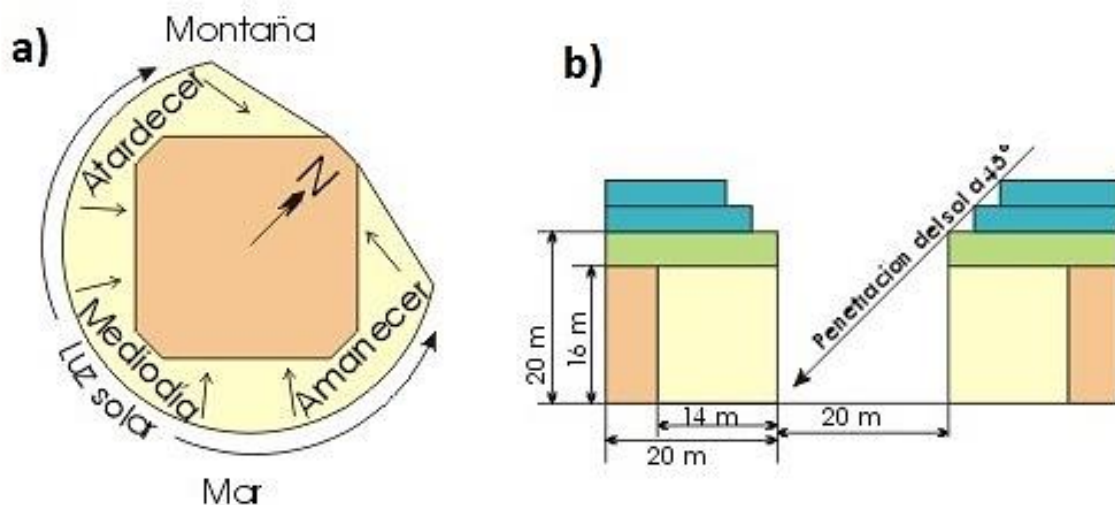 a)
Montaña
Atardecer
N
Mediodía
Amanecer
Luz solar
Mar
b)
Penetracion del sol a 45°
20 m
16 m
14 m
20 m
20 m